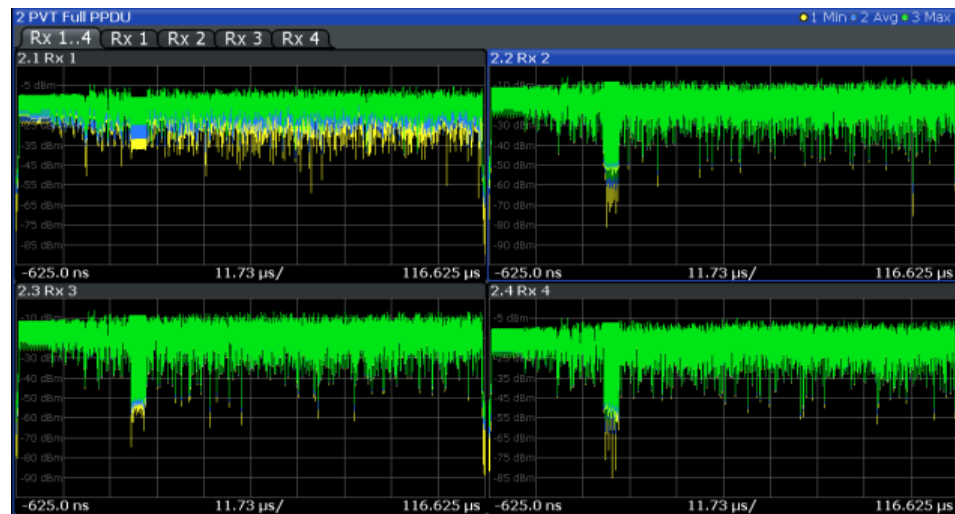 2 PVT Full PPDU 1 Min 2 Avg 3 Max
Rx 1..4 Rx 1 Rx 2 Rx 3 Rx 4
2.1 Rx 1
-5 dBm
-35 dBm
-45 dBm
-55 dBm
-65 dBm
-75 dBm
-85 dBm
-625.0 ns 11.73 µs/ 116.625 µs
2.2 Rx 2
-10 dBm
-30 dBm
-50 dBm
-60 dBm
-70 dBm
-80 dBm
-90 dBm
-625.0 ns 11.73 µs/ 116.625 µs
2.3 Rx 3
-10 dBm
-30 dBm
-40 dBm
-50 dBm
-60 dBm
-70 dBm
-80 dBm
-90 dBm
-625.0 ns 11.73 µs/ 116.625 µs
2.4 Rx 4
-5 dBm
-35 dBm
-45 dBm
-55 dBm
-65 dBm
-75 dBm
-85 dBm
-625.0 ns 11.73 µs/ 116.625 µs